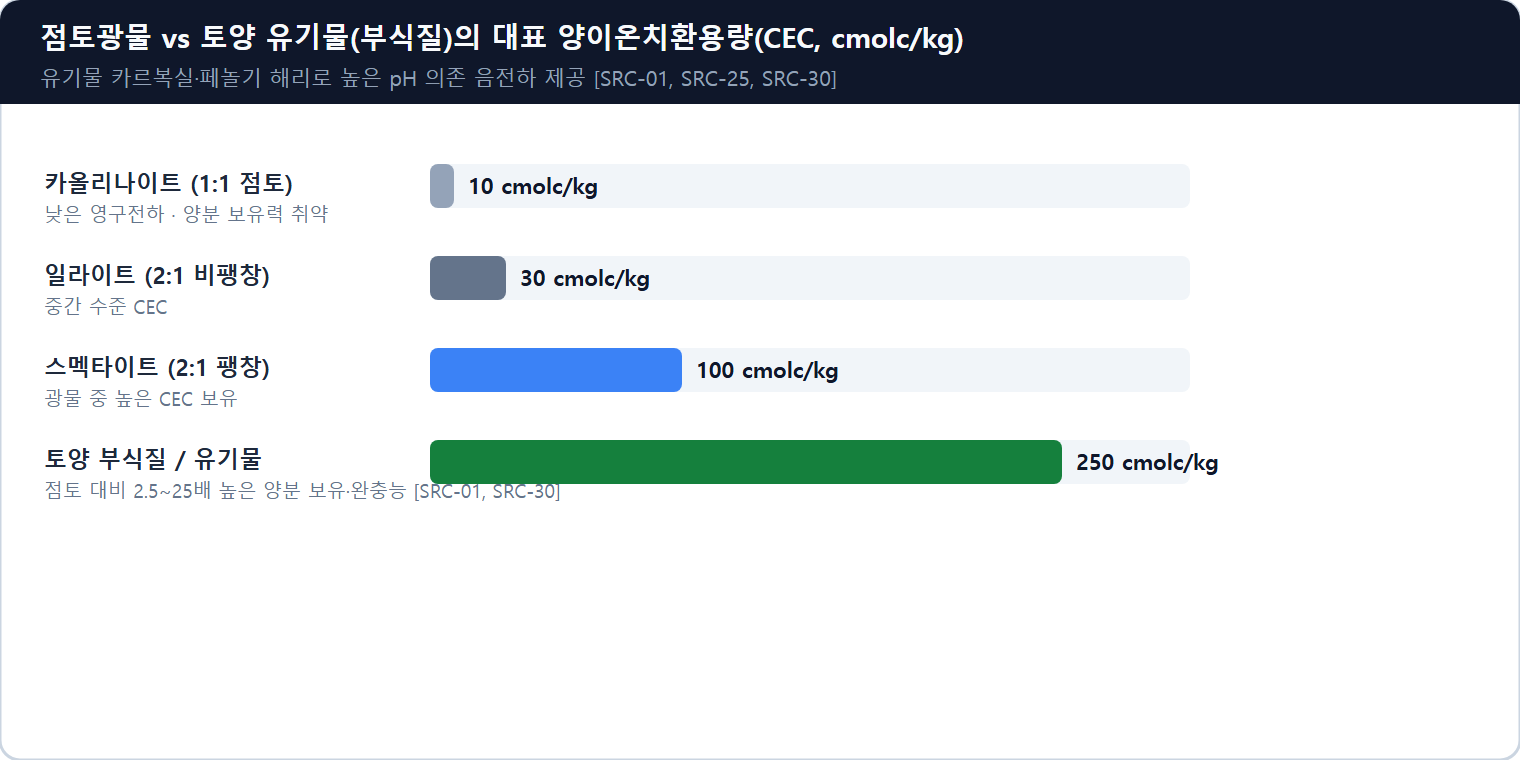 점토광물 vs 토양 유기물(부식질)의 대표 양이온치환용량(CEC, cmolc/kg)
유기물 카르복실·페놀기 해리로 높은 pH 의존 음전하 제공 [SRC-01, SRC-25, SRC-30]
카올리나이트 (1:1 점토)
10 cmolc/kg
낮은 영구전하 · 양분 보유력 취약
일라이트 (2:1 비팽창)
30 cmolc/kg
중간 수준 CEC
스멕타이트 (2:1 팽창)
100 cmolc/kg
광물 중 높은 CEC 보유
토양 부식질 / 유기물
250 cmolc/kg
점토 대비 2.5~25배 높은 양분 보유·완충능 [SRC-01, SRC-30]